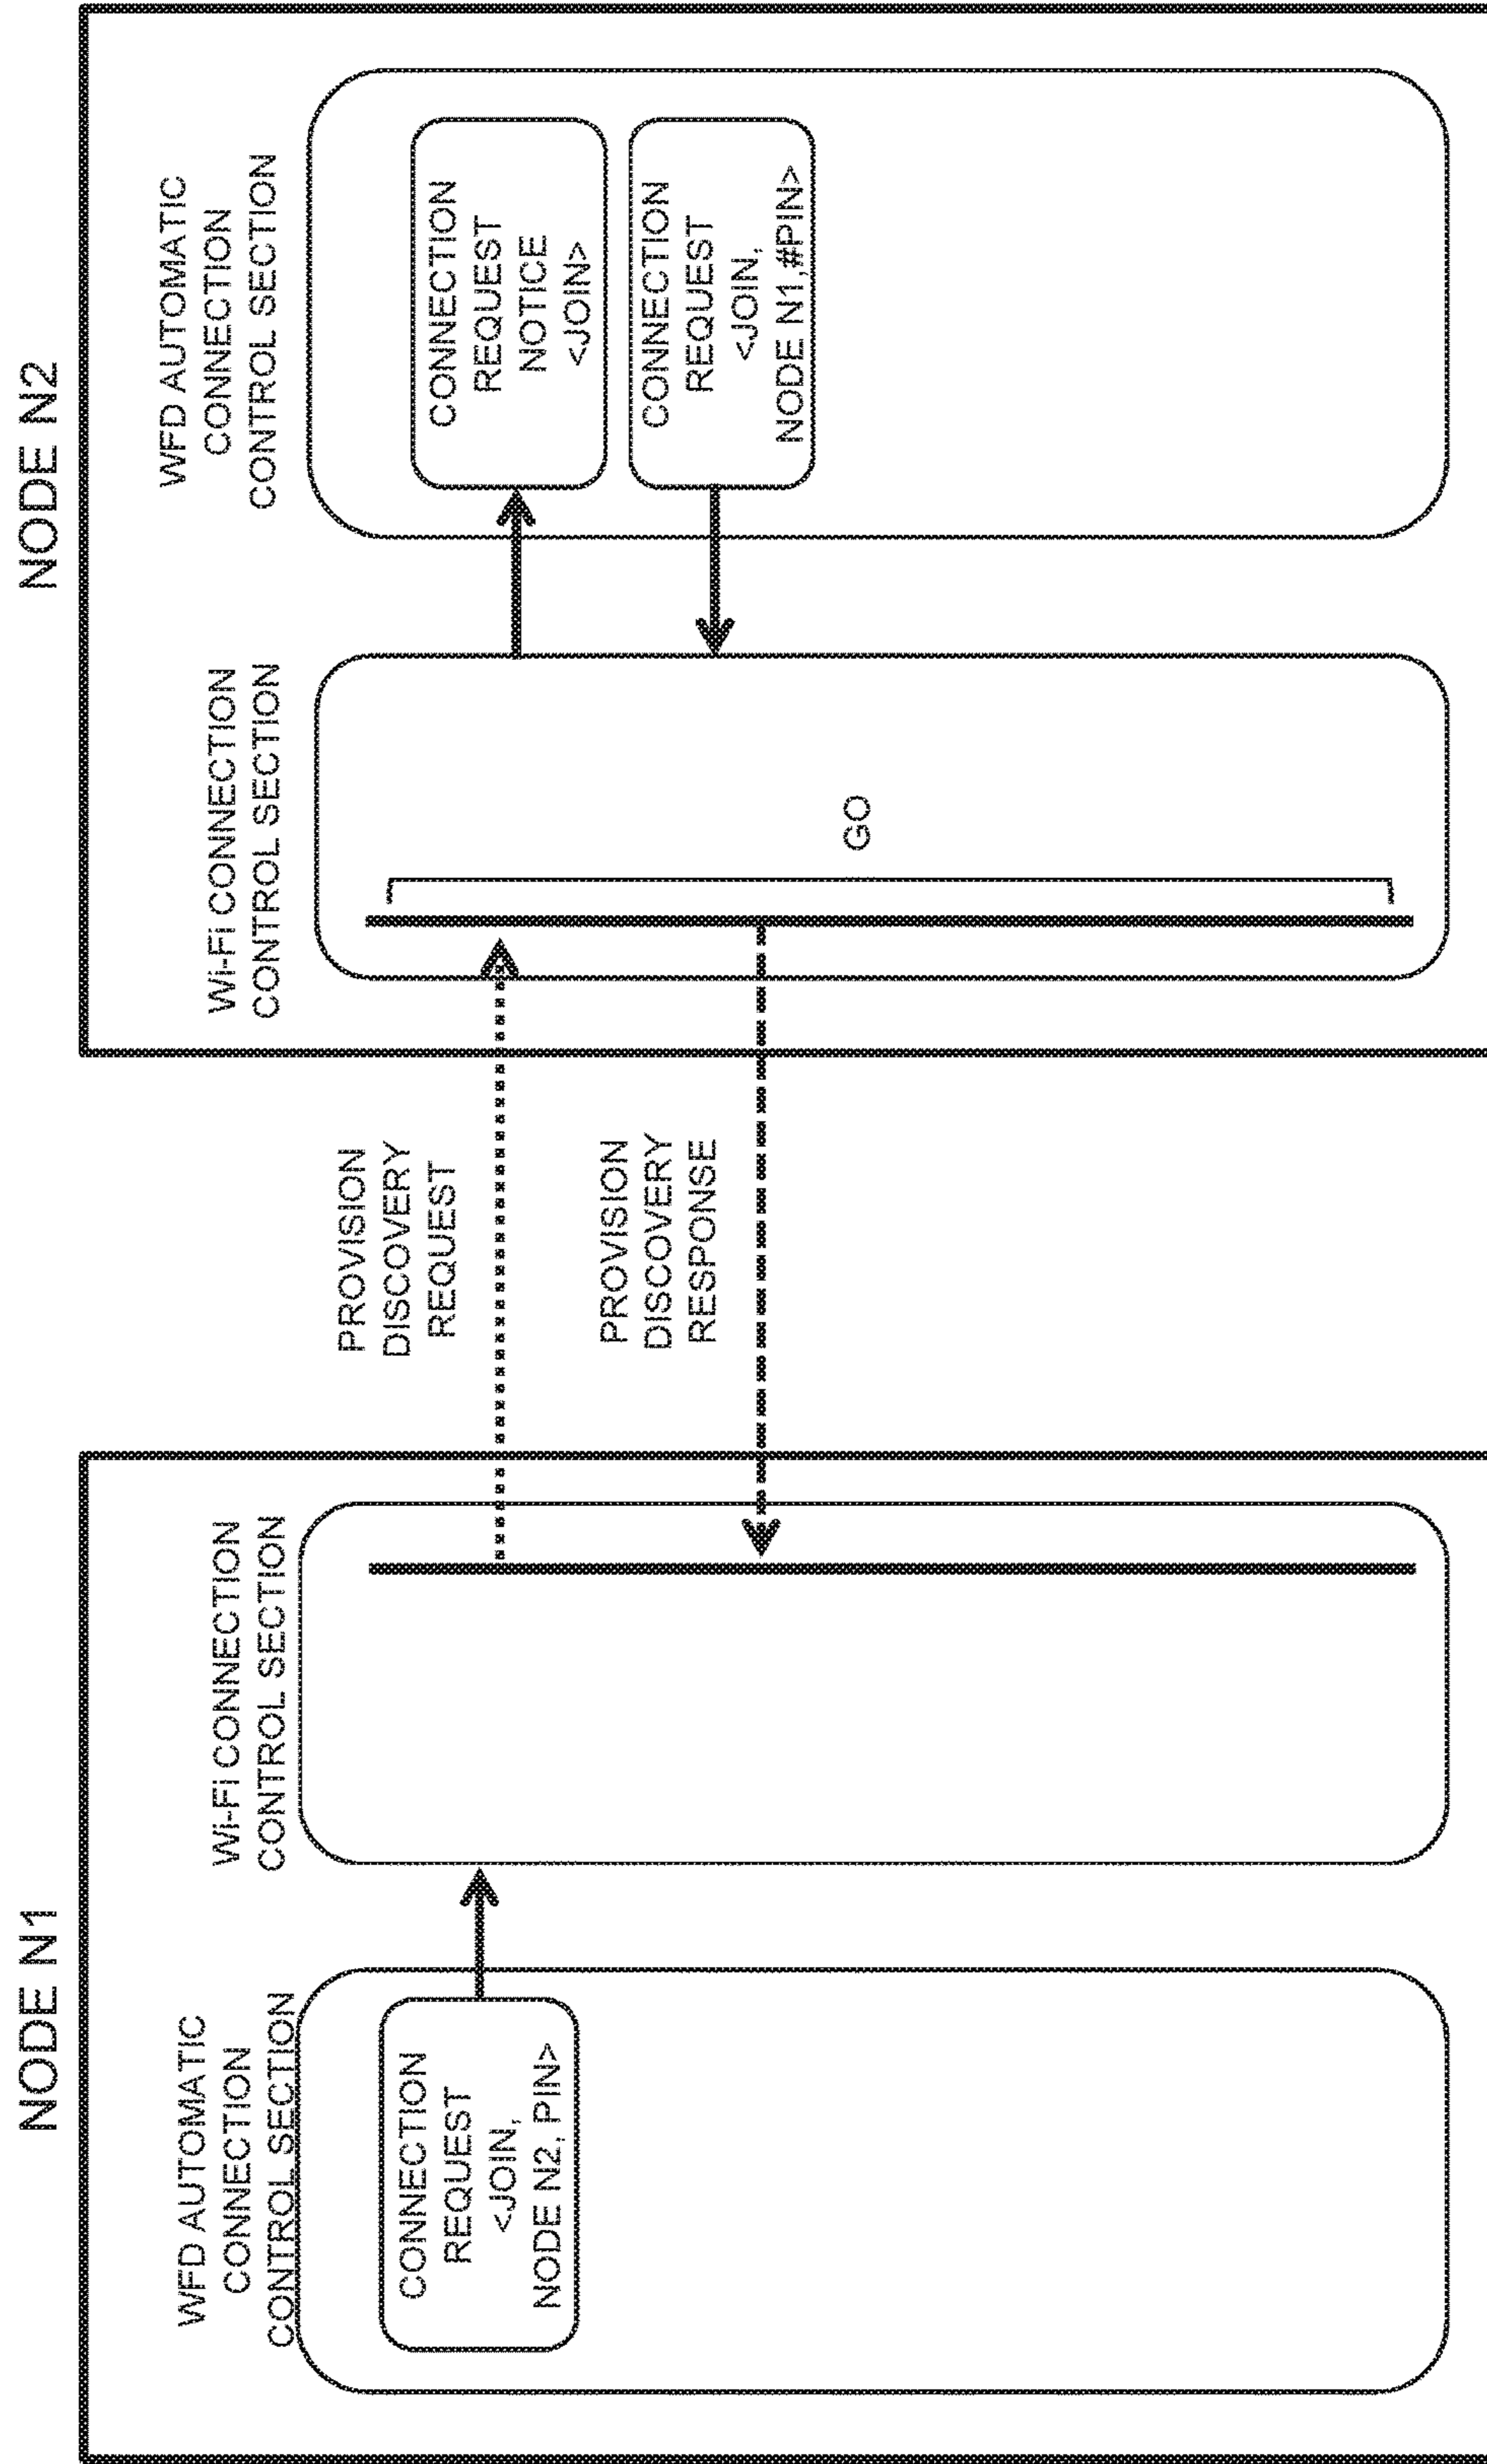 NODE N1
WFD AUTOMATIC
CONNECTION
CONTROL SECTION
CONNECTION
REQUEST
<JOIN,
NODE N2, PIN>
Wi-Fi CONNECTION
CONTROL SECTION
PROVISION
DISCOVERY
REQUEST
PROVISION
DISCOVERY
RESPONSE
NODE N2
Wi-Fi CONNECTION
CONTROL SECTION
GO
WFD AUTOMATIC
CONNECTION
CONTROL SECTION
CONNECTION
REQUEST
NOTICE
<JOIN>
CONNECTION
REQUEST
<JOIN,
NODE N1,#PIN>